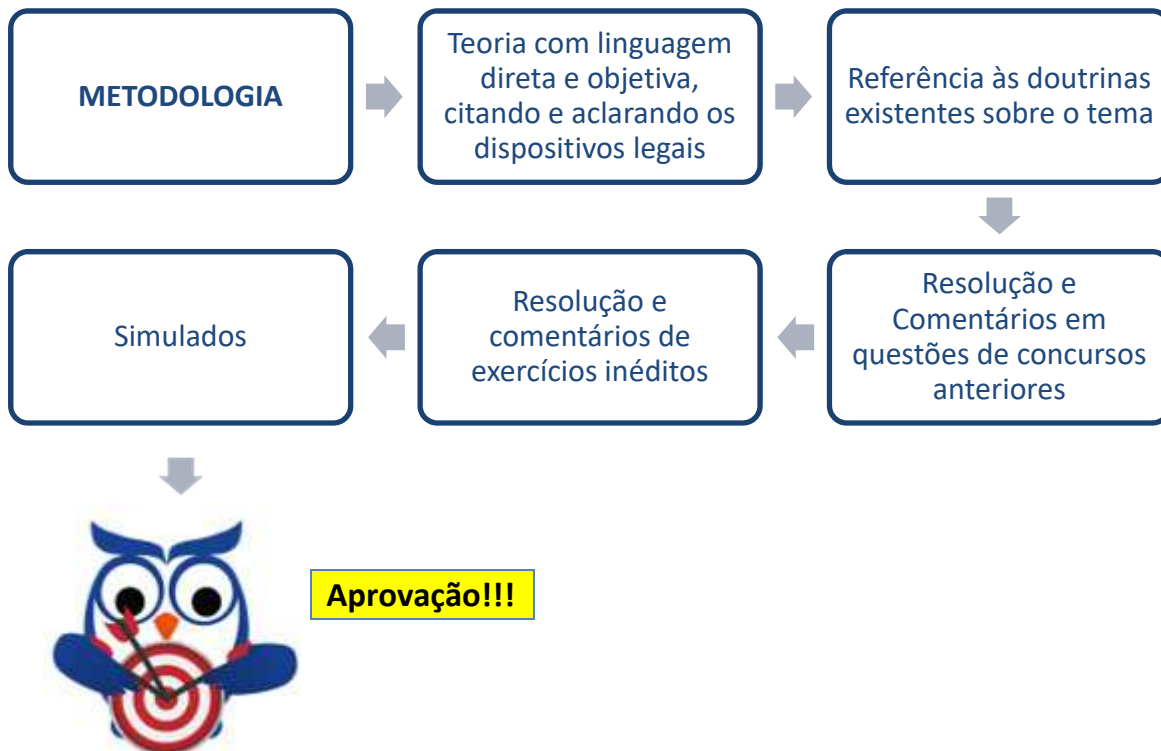 METODOLOGIA
Teoria com linguagem
direta e objetiva,
citando e aclarando os
dispositivos legais
Referência às doutrinas
existentes sobre o tema
Resolução e
Comentários em
questões de concursos
anteriores
Resolução e
comentários de
exercícios inéditos
Simulados
Aprovação!!!